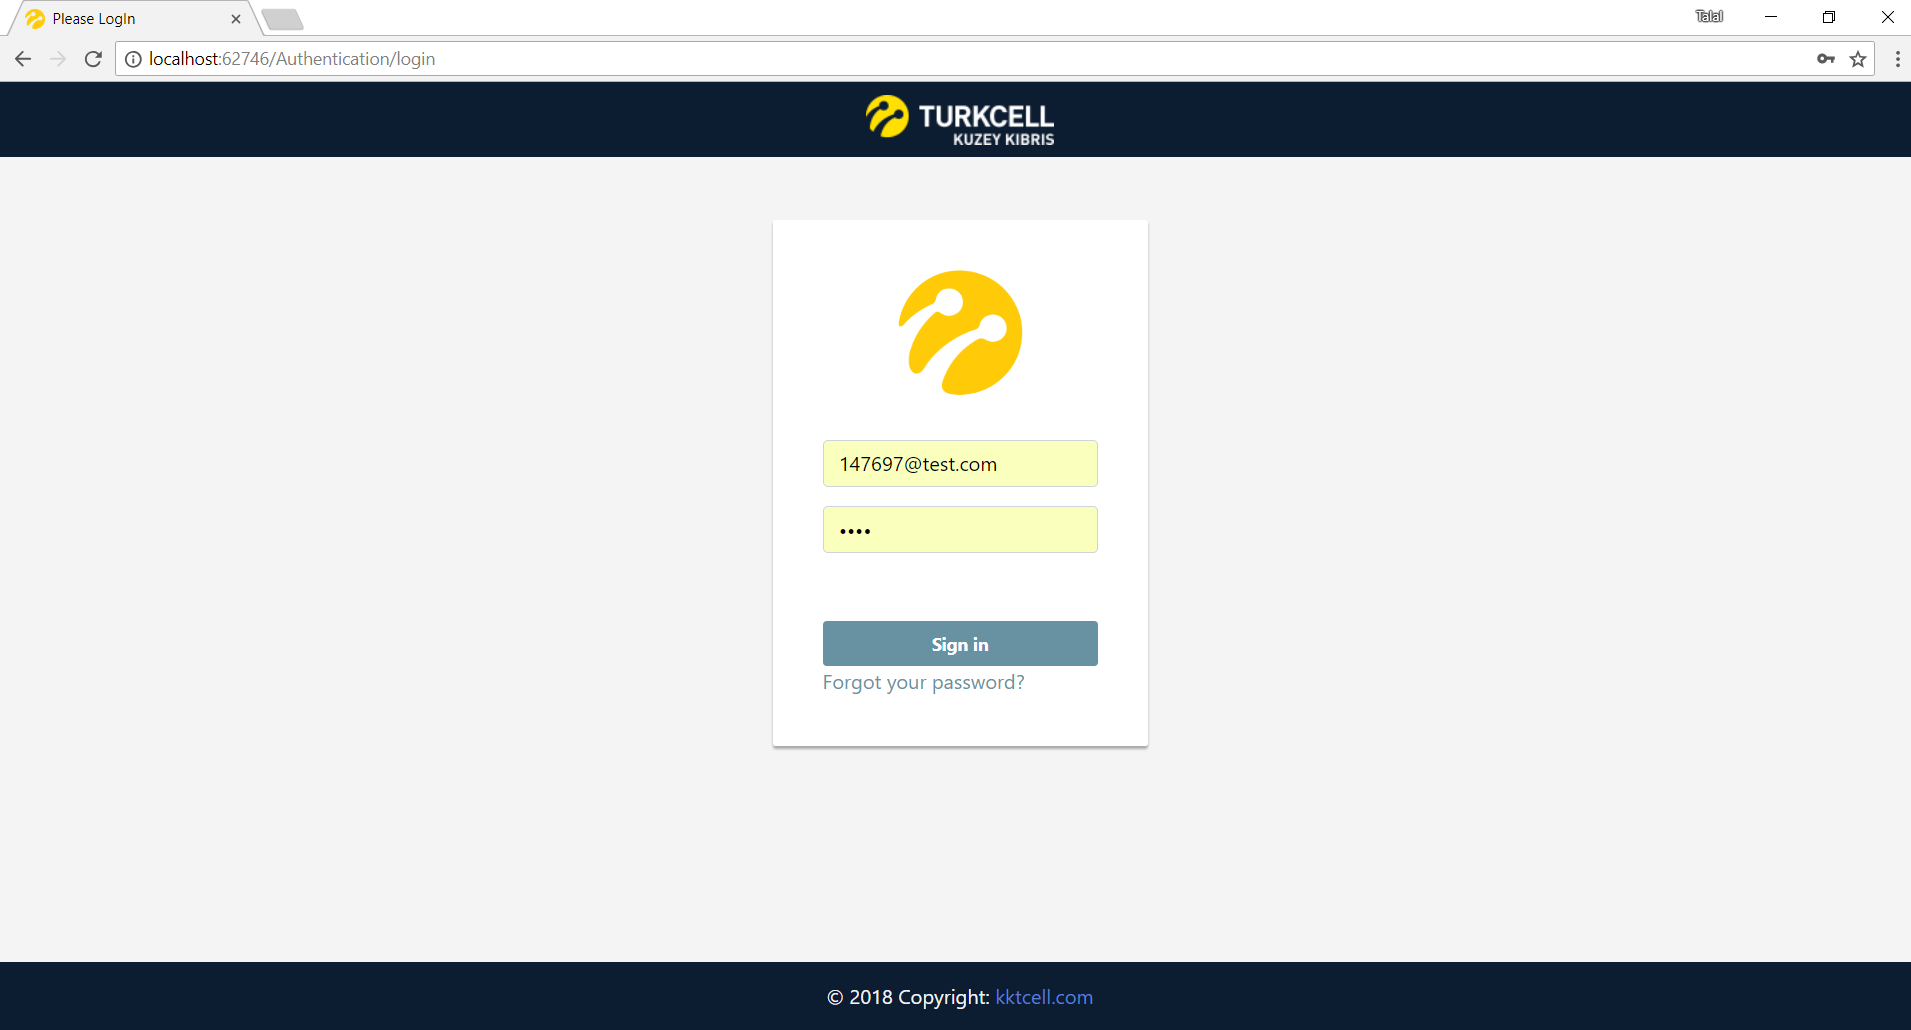 Please LogIn
Talal
localhost:62746/Authentication/login
TURKCELL
KUZEY KIBRIS
147697@test.com
••••
Sign in
Forgot your password?
© 2018 Copyright: kktcell.com